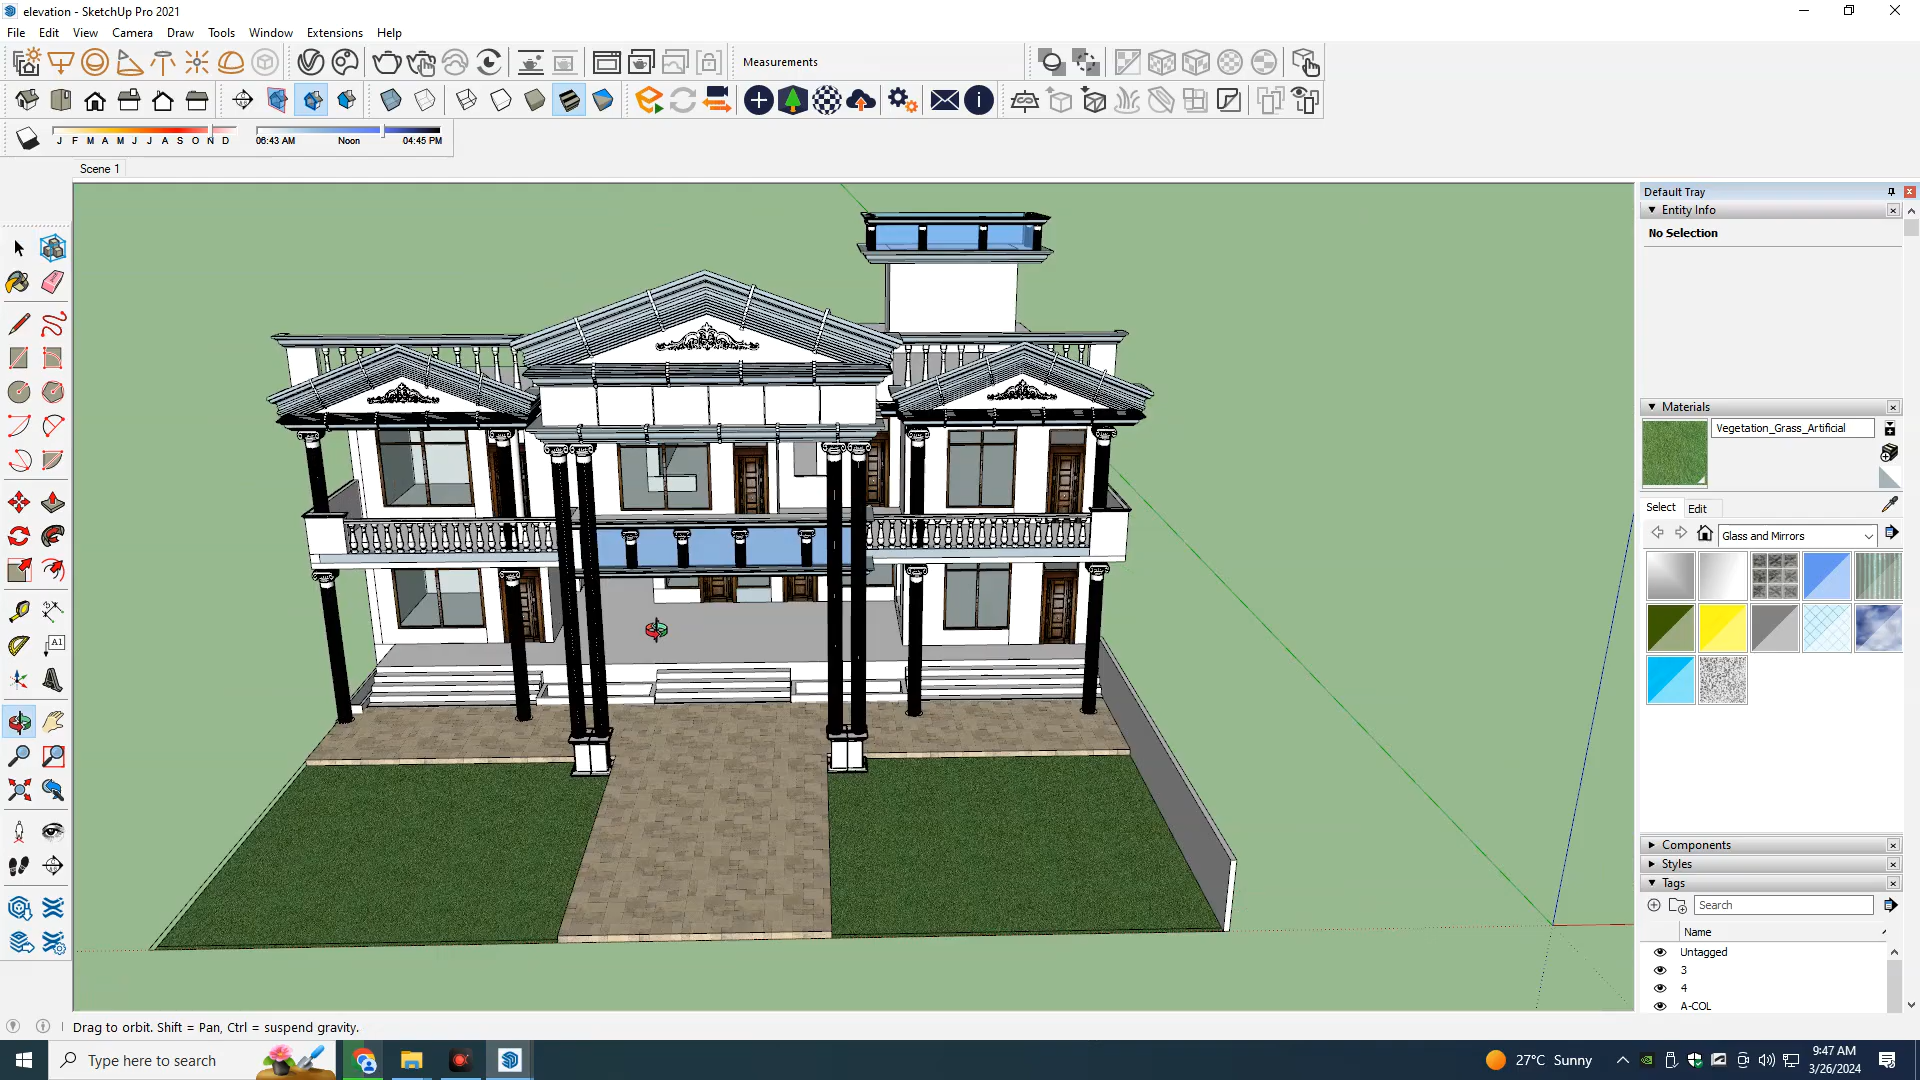 elevation - SketchUp Pro 2021
File Edit View Camera Draw Tools Window Extensions Help
Measurements
J F M A M J J A S O N D
06:43 AM Noon 04:45 PM
Scene 1
Default Tray
Entity Info
No Selection
Materials
Vegetation_Grass_Artificial
Select Edit
Glass and Mirrors
Components
Styles
Tags
Search
Name
Untagged
3
4
A-COL
A1
Drag to orbit. Shift = Pan, Ctrl = suspend gravity.
Type here to search
27°C Sunny
9:47 AM
3/26/2024